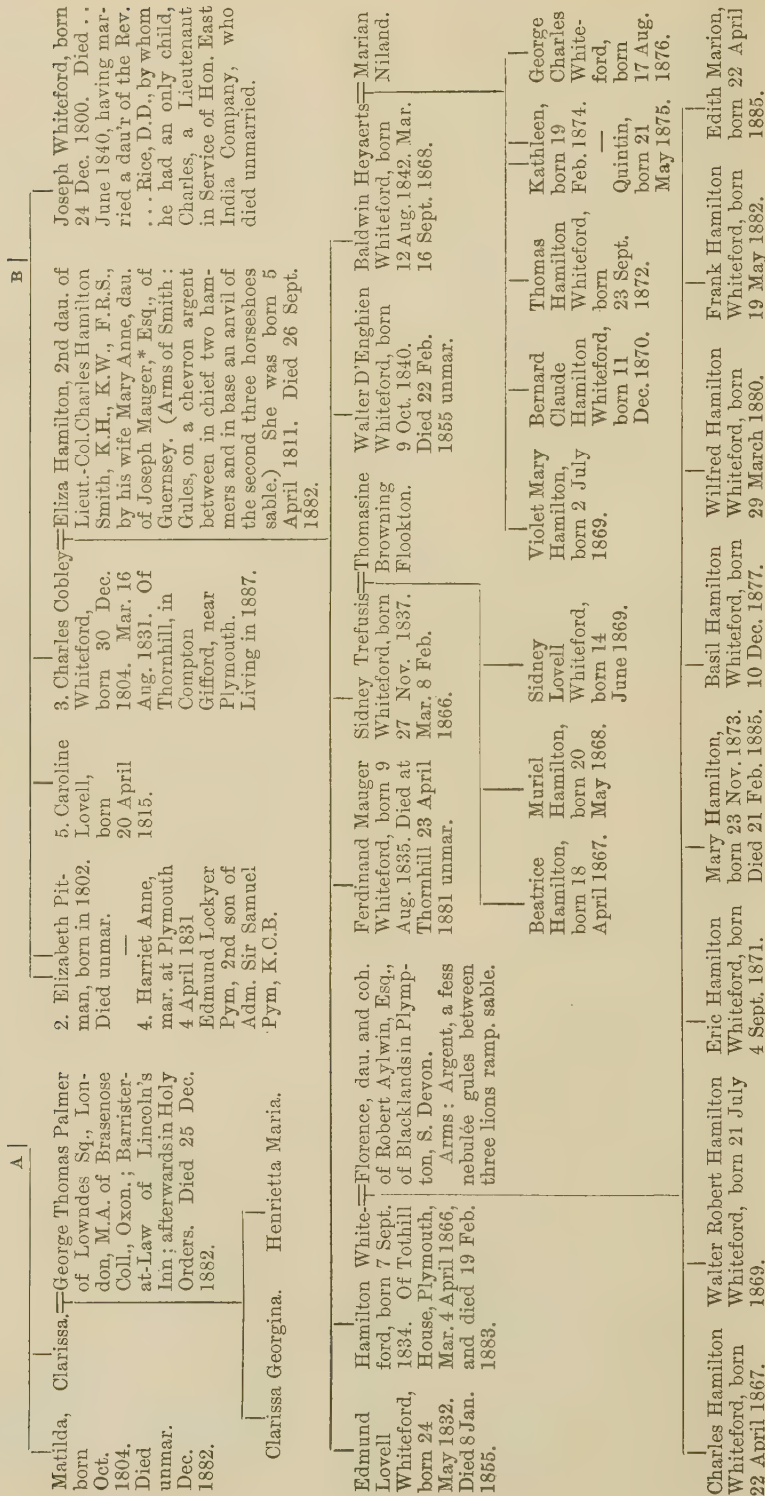 A
B
Matilda,
born
Oct.
1804.
Died
unmar.
Dec.
1882.
Clarissa.=George Thomas Palmer
of Lowndes Sq., Lon-
don, M.A. of Brasenose
Coll., Oxon.; Barrister-
at-Law of Lincoln's
Inn; afterwards in Holy
Orders. Died 25 Dec.
1882.
2. Elizabeth Pit-
man, born in 1802.
Died unmar.
—
4. Harriet Anne,
mar. at Plymouth
4 April 1831
Edmund Lockyer
Pym, 2nd son of
Adm. Sir Samuel
Pym, K.C.B.
5. Caroline
Lovell,
born
20 April
1815.
3. Charles Cobley=Eliza Hamilton, 2nd dau. of
Whiteford,
born 30 Dec.
1804. Mar. 16
Aug. 1831. Of
Thornhill, in
Compton
Gifford, near
Plymouth.
Living in 1887.
Lieut.-Col. Charles Hamilton
Smith, K.H., K.W., F.R.S.,
by his wife Mary Anne, dau.
of Joseph Mauger,* Esq., of
Guernsey. (Arms of Smith:
Gules, on a chevron argent
between in chief two ham-
mers and in base an anvil of
the second three horseshoes
sable.) She was born 5
April 1811. Died 26 Sept.
1882.
Joseph Whiteford, born
24 Dec. 1800. Died ..
June 1840, having mar-
ried a dau'r of the Rev.
... Rice, D.D., by whom
he had an only child,
Charles, a Lieutenant
in Service of Hon. East
India Company, who
died unmarried.
Clarissa Georgina.
Henrietta Maria.
Edmund
Lovell
Whiteford,
born 24
May 1832.
Died 8 Jan.
1855.
Hamilton White-=Florence, dau. and coh.
ford, born 7 Sept.
1834. Of Tothill
House, Plymouth,
Mar. 4 April 1866,
and died 19 Feb.
1883.
of Robert Aylwin, Esq.,
of Blacklands in Plymp-
ton, S. Devon.
Arms: Argent, a fess
nebulée gules between
three lions ramp. sable.
Ferdinand Mauger
Whiteford, born 9
Aug. 1835. Died at
Thornhill 23 April
1881 unmar.
Sidney Trefusis=Thomasine
Whiteford, born
27 Nov. 1837.
Mar. 8 Feb.
1866.
Browning
Flookton.
Walter D'Enghien
Whiteford, born
9 Oct. 1840.
Died 22 Feb.
1855 unmar.
Baldwin Heyaerts=Marian
Whiteford, born
12 Aug. 1842. Mar.
16 Sept. 1868.
Niland.
Beatrice
Hamilton,
born 18
April 1867.
Muriel
Hamilton,
born 20
May 1868.
Sidney
Lovell
Whiteford,
born 14
June 1869.
Violet Mary
Hamilton,
born 2 July
1869.
Bernard
Claude
Hamilton
Whiteford,
born 11
Dec. 1870.
Thomas
Hamilton
Whiteford,
born
23 Sept.
1872.
Kathleen,
born 19
Feb. 1874.
—
Quintin,
born 21
May 1875.
George
Charles
White-
ford,
born
17 Aug.
1876.
Charles Hamilton
Whiteford, born
22 April 1867.
Walter Robert Hamilton
Whiteford, born 21 July
1869.
Eric Hamilton
Whiteford, born
4 Sept. 1871.
Mary Hamilton,
born 23 Nov. 1873.
Died 21 Feb. 1885.
Basil Hamilton
Whiteford, born
10 Dec. 1877.
Wilfred Hamilton
Whiteford, born
29 March 1880.
Frank Hamilton
Whiteford, born
19 May 1882.
Edith Marion,
born 22 April
1885.